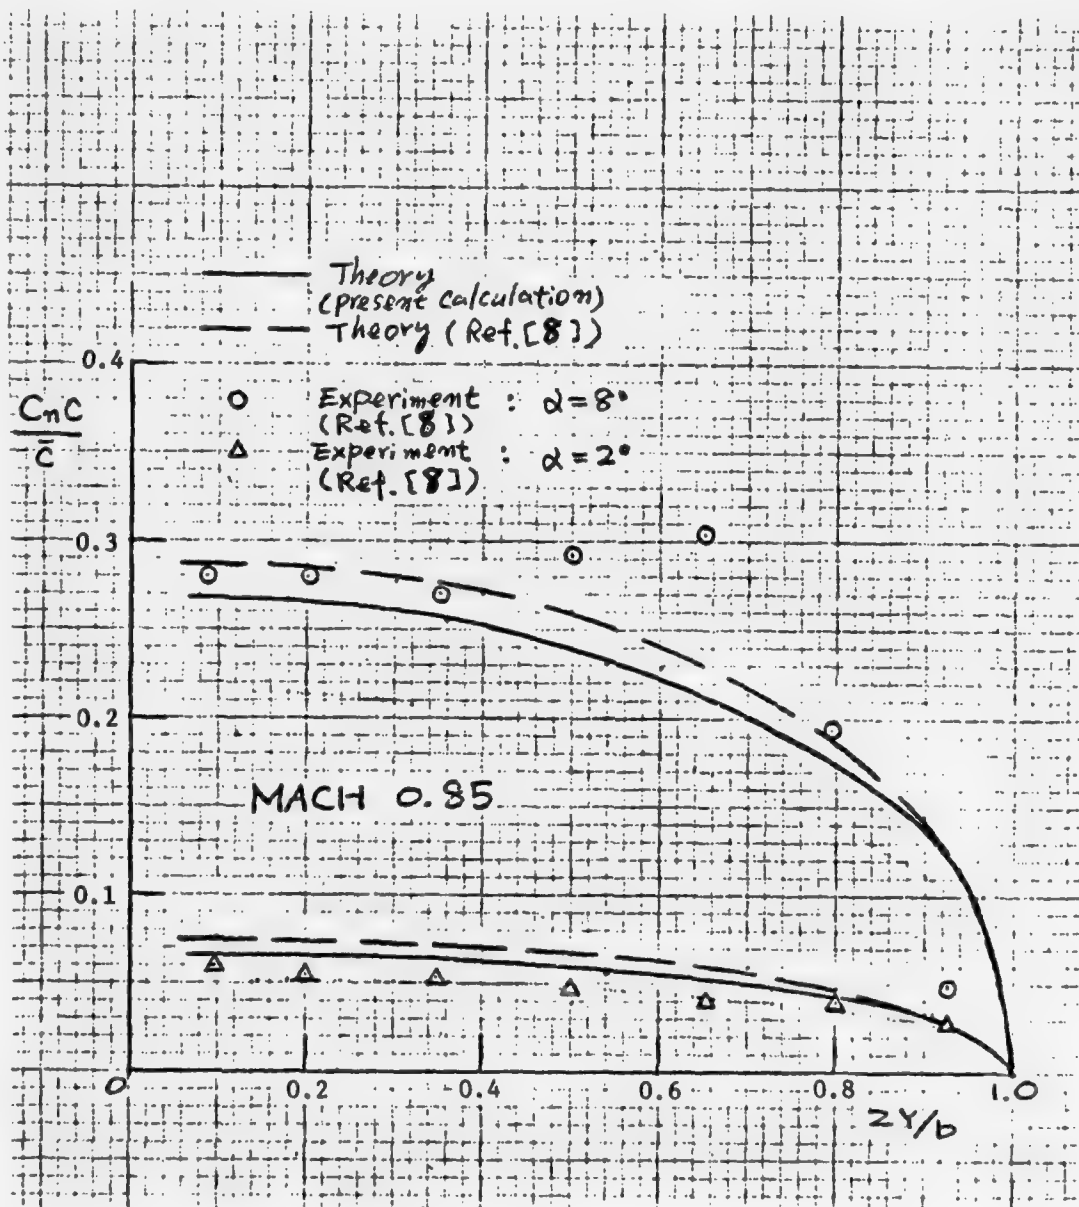 Theory
(present calculation)
Theory (Ref. [8])
0.4
CnC
c̄
Experiment : α=8°
(Ref. [8])
Experiment : α=2°
(Ref. [8])
0.3
0.2
MACH 0.85
0.1
0
0.2
0.4
0.6
0.8
1.0
2Y/b